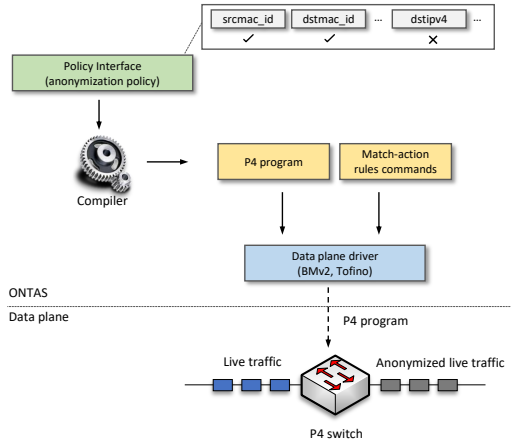 srcmac_id dstmac_id ... dstipv4 ...
Policy Interface
(anonymization policy)
P4 program
Match-action
rules commands
Compiler
Data plane driver
(BMv2, Tofino)
ONTAS
Data plane
P4 program
Live traffic
Anonymized live traffic
P4 switch